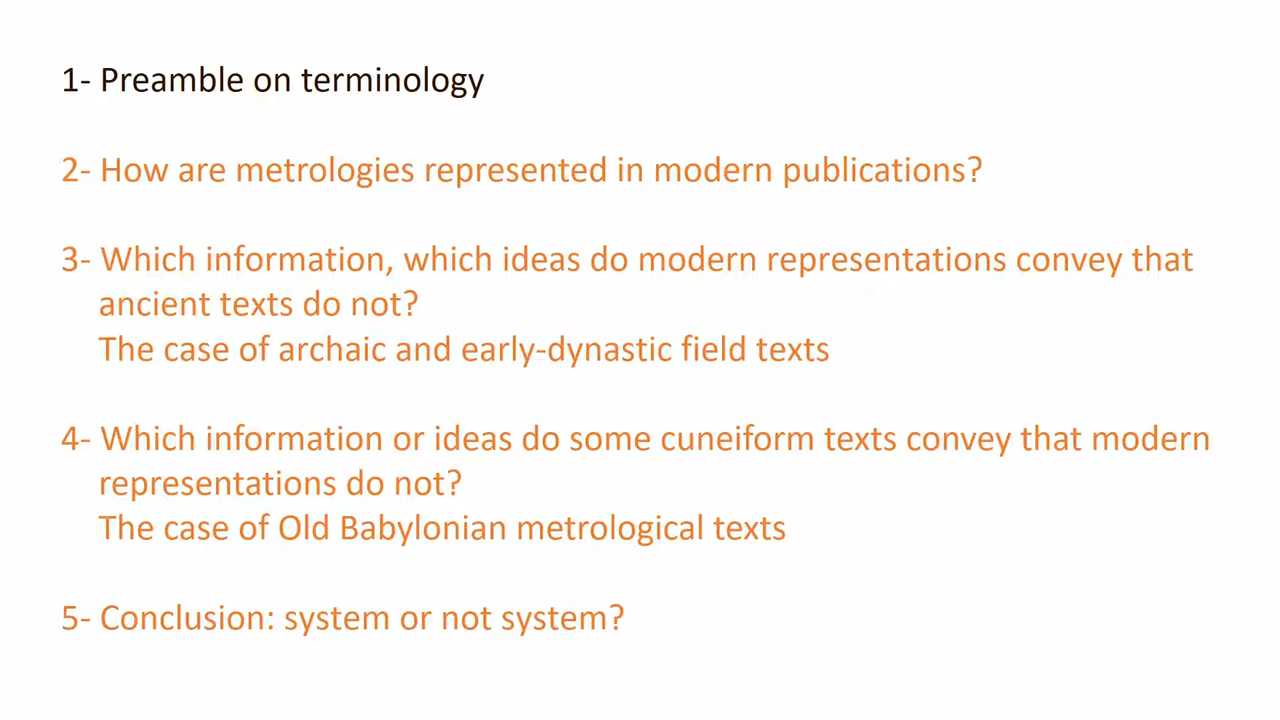 1- Preamble on terminology
2- How are metrologies represented in modern publications?
3- Which information, which ideas do modern representations convey that
ancient texts do not?
The case of archaic and early-dynastic field texts
4- Which information or ideas do some cuneiform texts convey that modern
representations do not?
The case of Old Babylonian metrological texts
5- Conclusion: system or not system?